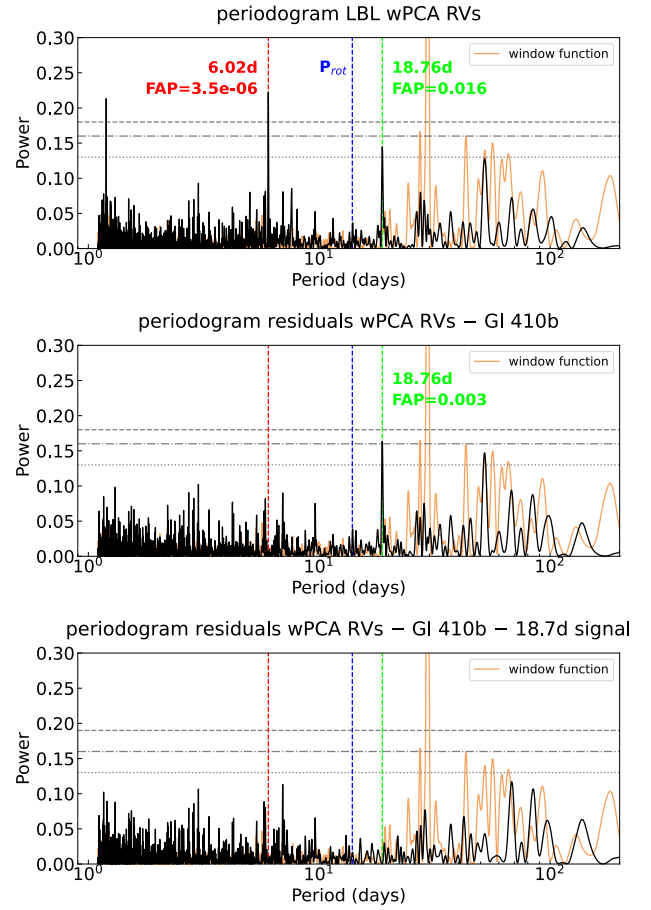 periodogram LBL wPCA RVs
0.30
0.25
0.20
0.15
0.10
0.05
0.00
Power
6.02d
FAP=3.5e-06
P_rot
18.76d
FAP=0.016
window function
10^0
10^1
10^2
Period (days)
periodogram residuals wPCA RVs − Gl 410b
0.30
0.25
0.20
0.15
0.10
0.05
0.00
Power
18.76d
FAP=0.003
window function
10^0
10^1
10^2
Period (days)
periodogram residuals wPCA RVs − Gl 410b − 18.7d signal
0.30
0.25
0.20
0.15
0.10
0.05
0.00
Power
window function
10^0
10^1
10^2
Period (days)